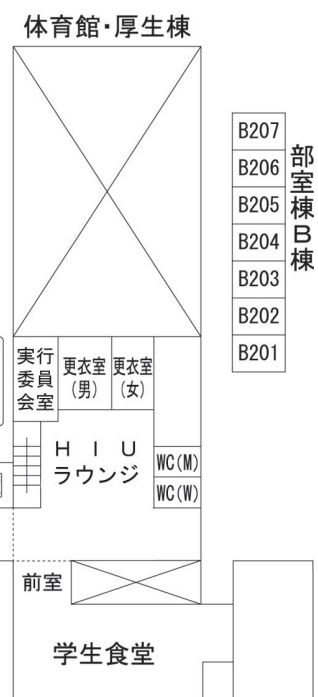 体育館・厚生棟
B207
B206
B205
B204
B203
B202
B201
部室棟B棟
実行
委員
会室
更衣室
(男)
更衣室
(女)
HIU
ラウンジ
WC(M)
WC(W)
前室
学生食堂